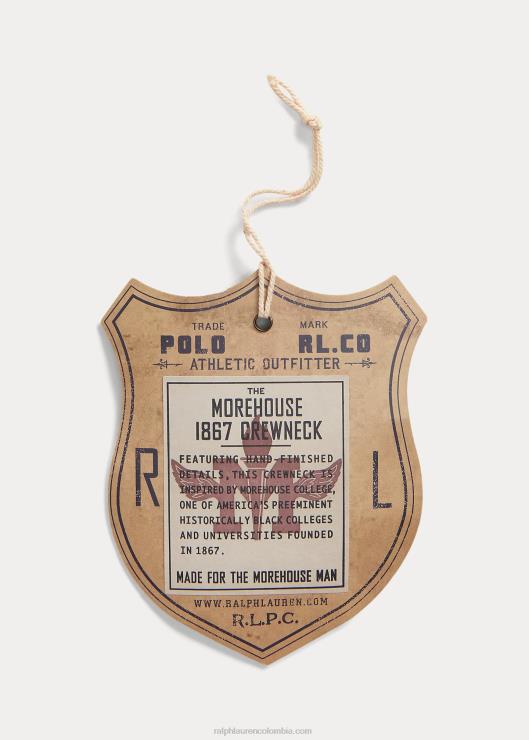 TRADE MARK
POLO RL.CO
ATHLETIC OUTFITTER
THE
MOREHOUSE
1867 CREWNECK
R L
FEATURING HAND-FINISHED
DETAILS, THIS CREWNECK IS
INSPIRED BY MOREHOUSE COLLEGE,
ONE OF AMERICA'S PREEMINENT
HISTORICALLY BLACK COLLEGES
AND UNIVERSITIES FOUNDED
IN 1867.
MADE FOR THE MOREHOUSE MAN
WWW.RALPHLAUREN.COM
R.L.P.C.
ralphlaurencolombia.com